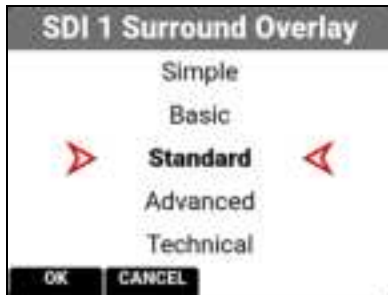 SDI 1 Surround Overlay
Simple
Basic
Standard
Advanced
Technical
OK CANCEL